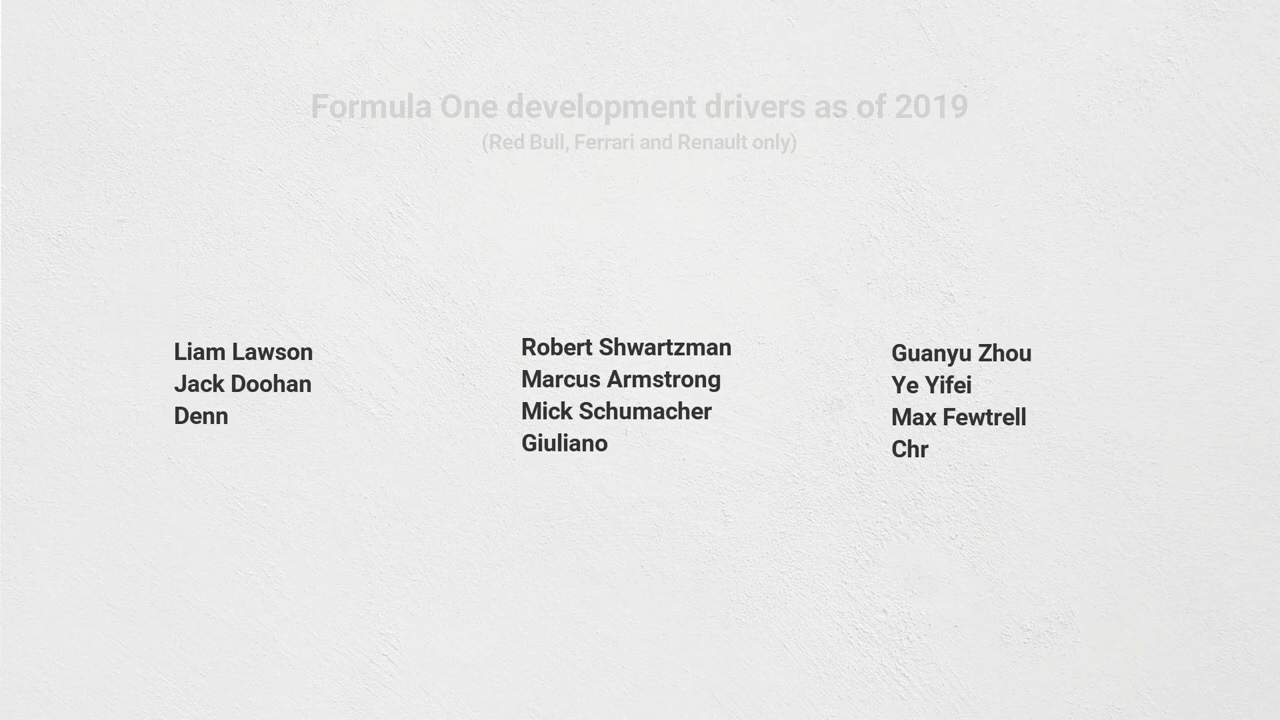 Formula One development drivers as of 2019
(Red Bull, Ferrari and Renault only)
Liam Lawson
Jack Doohan
Denn
Robert Shwartzman
Marcus Armstrong
Mick Schumacher
Giuliano
Guanyu Zhou
Ye Yifei
Max Fewtrell
Chr